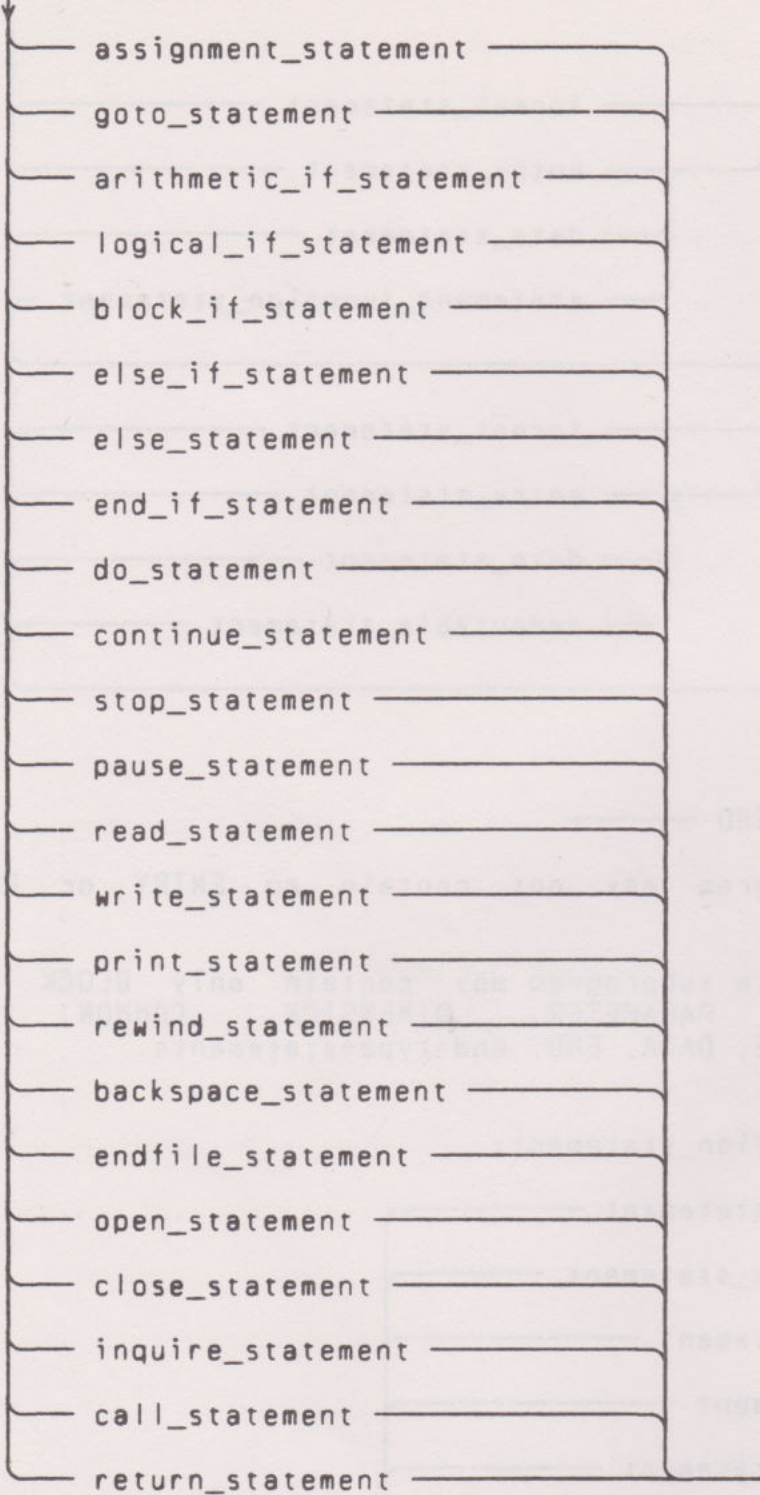 assignment_statement
goto_statement
arithmetic_if_statement
logical_if_statement
block_if_statement
else_if_statement
else_statement
end_if_statement
do_statement
continue_statement
stop_statement
pause_statement
read_statement
write_statement
print_statement
rewind_statement
backspace_statement
endfile_statement
open_statement
close_statement
inquire_statement
call_statement
return_statement